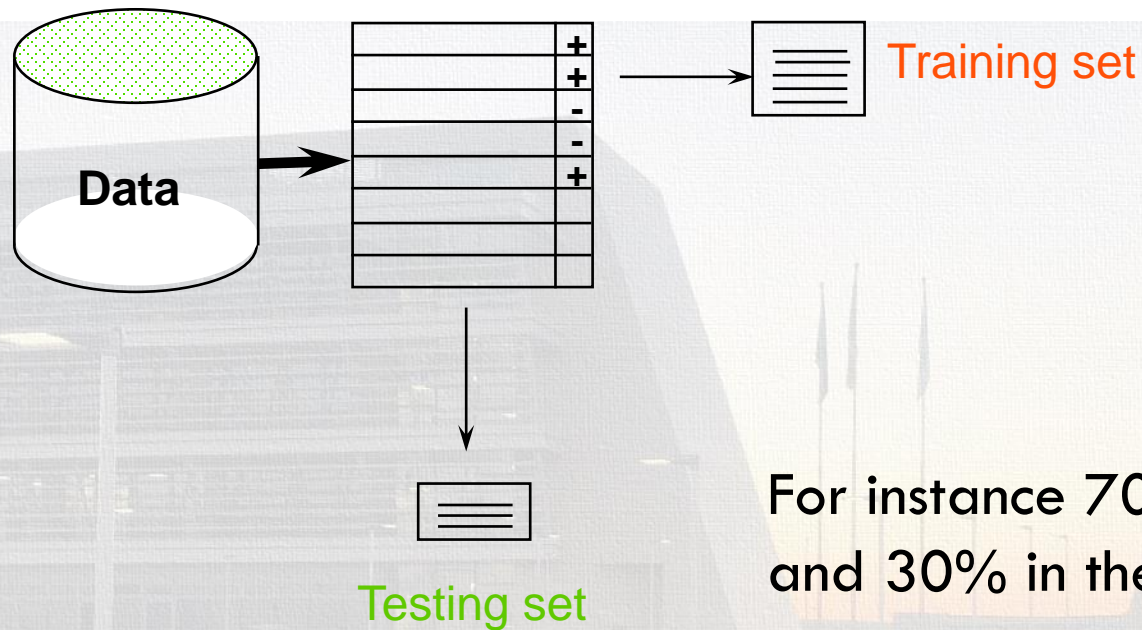 Data
+
+
-
-
+
Training set
Testing set
For instance 70
and 30% in the